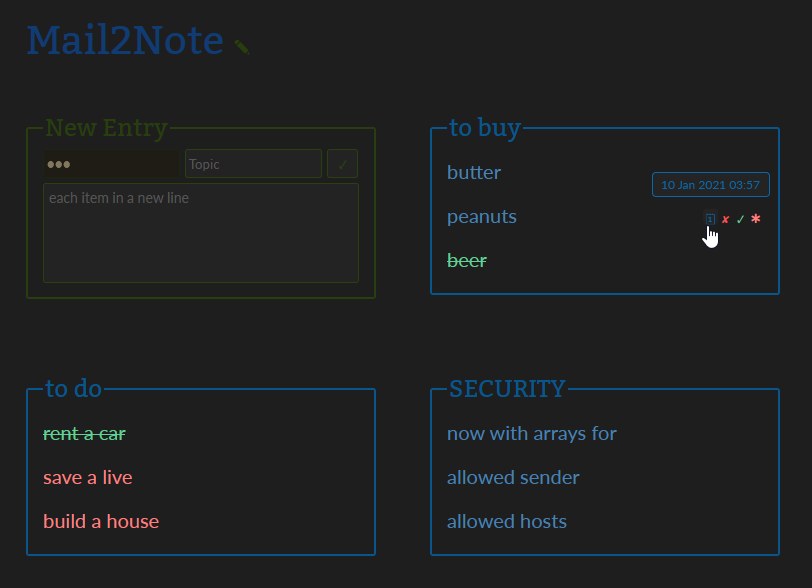 Mail2Note
New Entry
●●● Topic ✓
each item in a new line
to buy
butter
10 Jan 2021 03:57
peanuts 1 ✘ ✓ ✱
beer
to do
rent a car
save a live
build a house
SECURITY
now with arrays for
allowed sender
allowed hosts